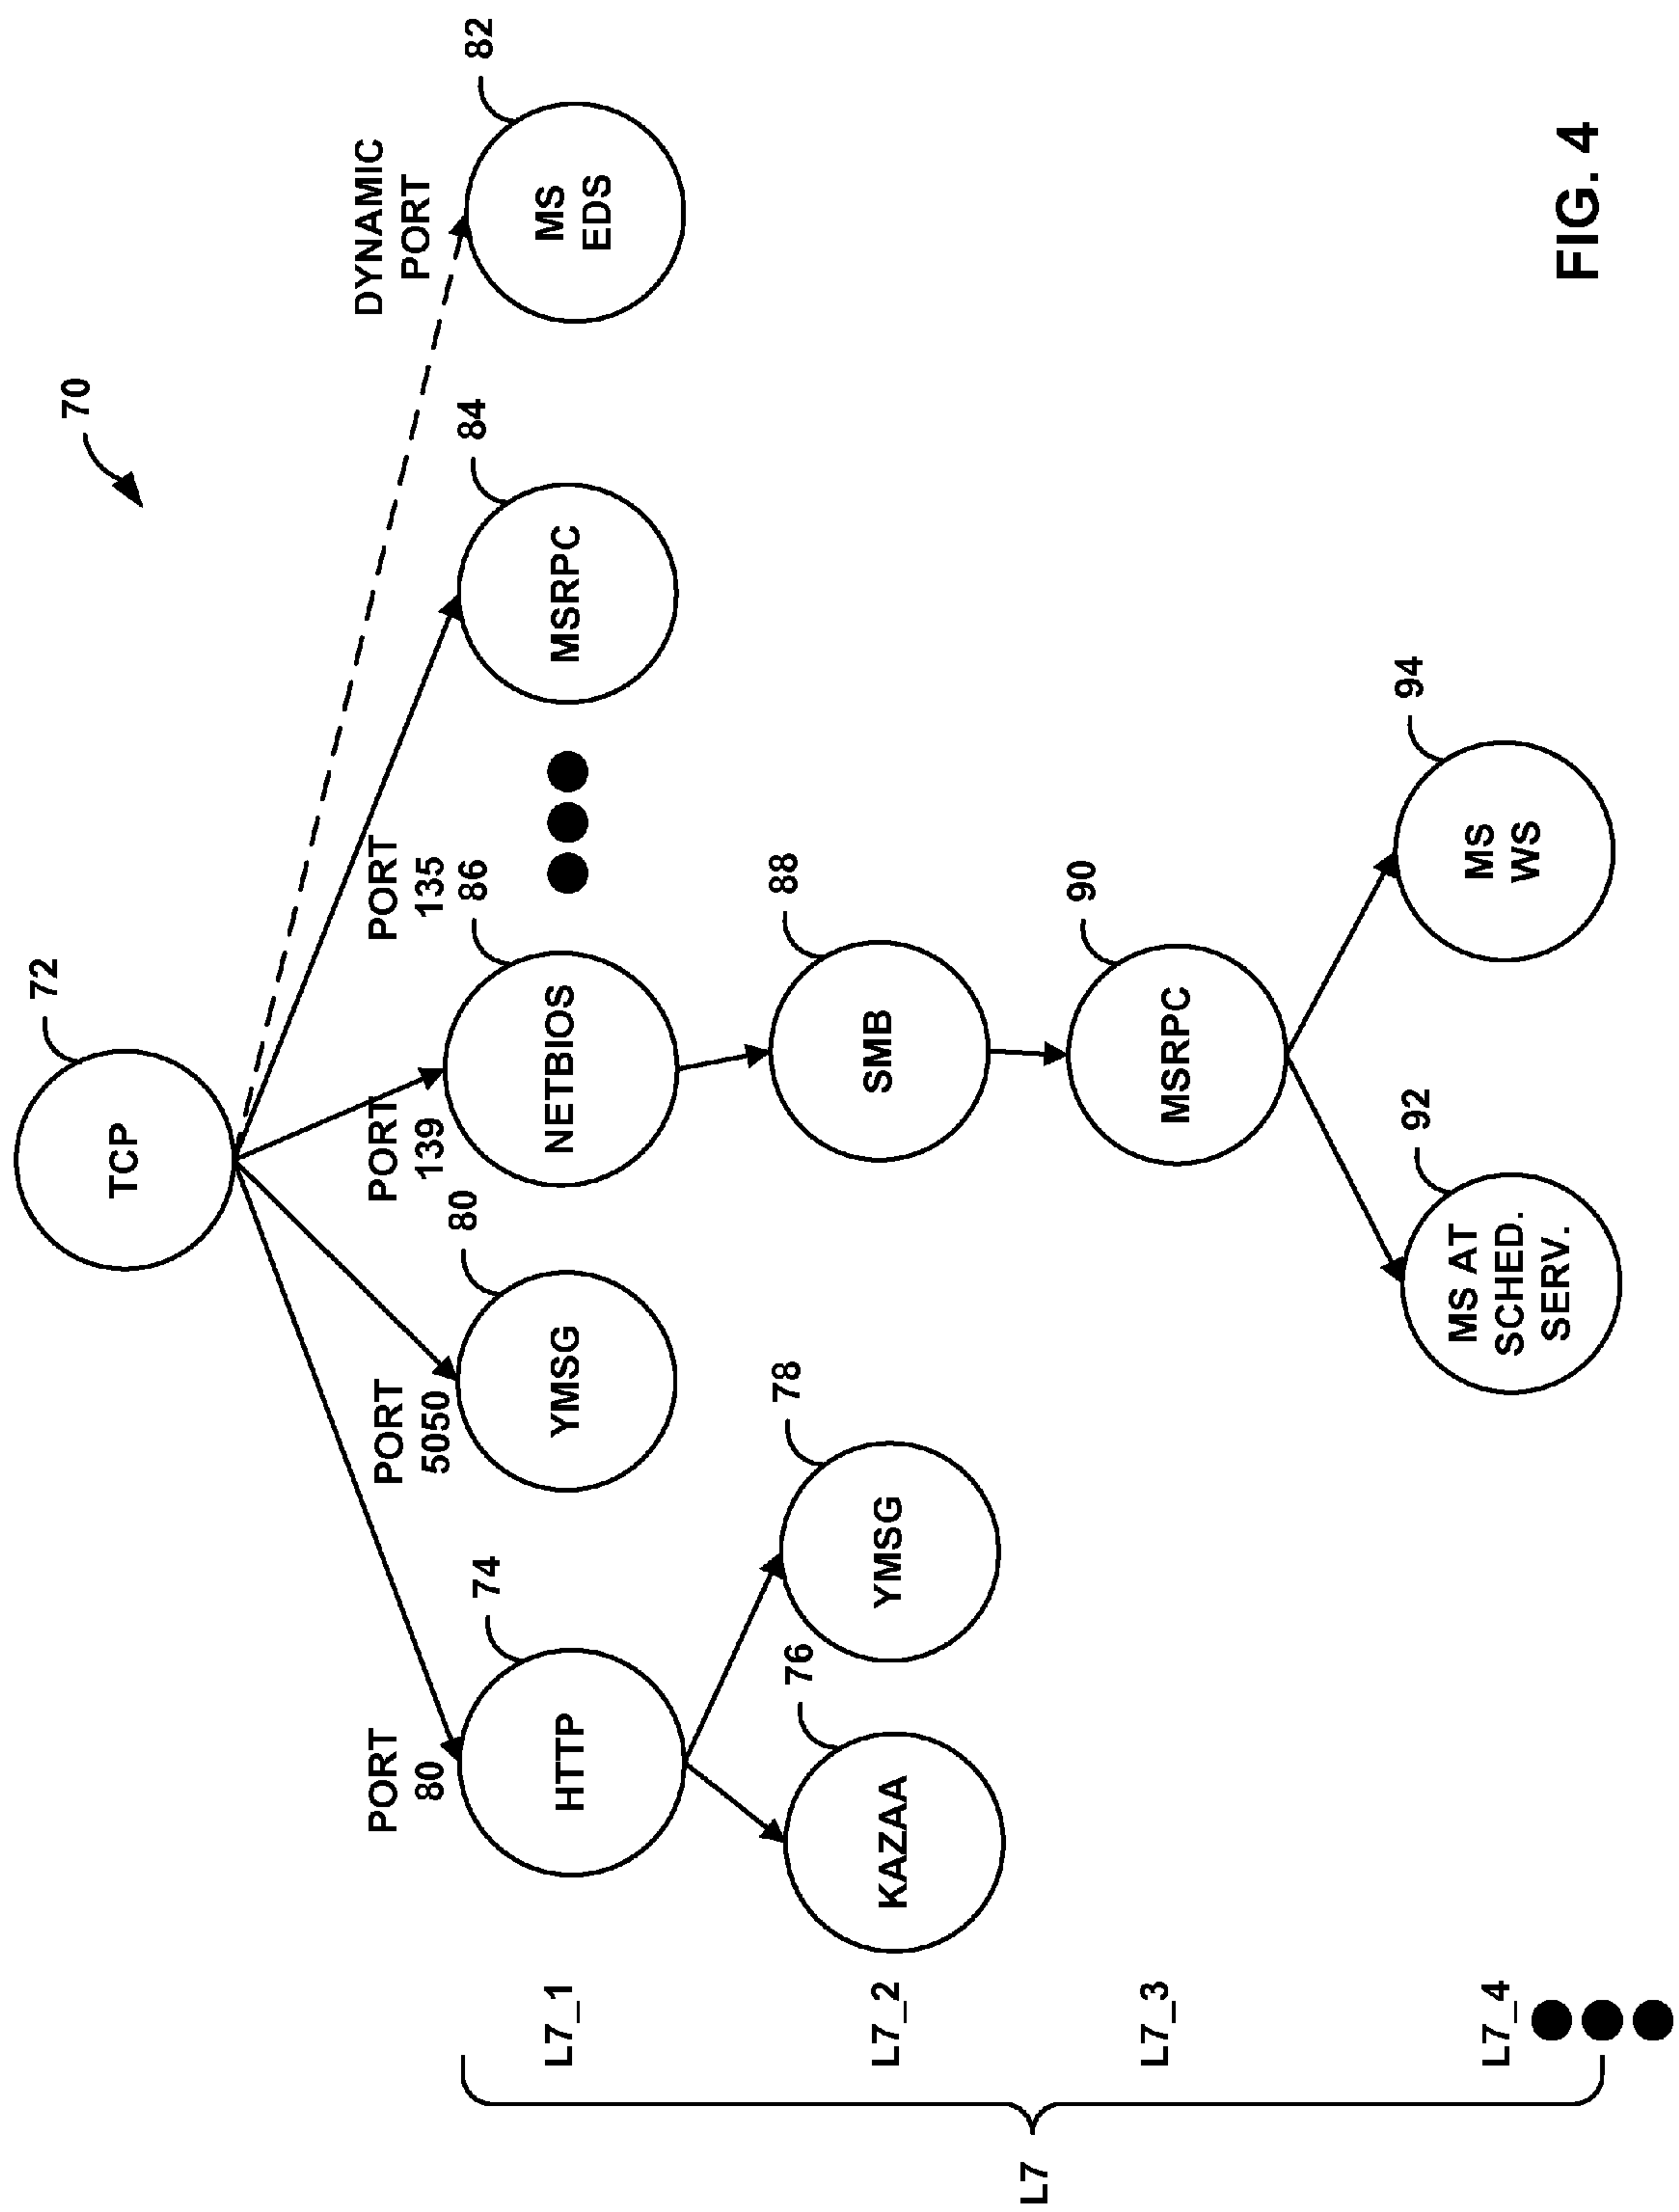 70
TCP
72
PORT
80
PORT
5050
PORT
139
PORT
135
DYNAMIC
PORT
L7
L7_1
HTTP
74
YMSG
80
NETBIOS
86
MSRPC
84
MS
EDS
82
L7_2
KAZAA
76
YMSG
78
SMB
88
L7_3
MSRPC
90
L7_4
MS AT
SCHED.
SERV.
92
MS
WS
94
FIG. 4